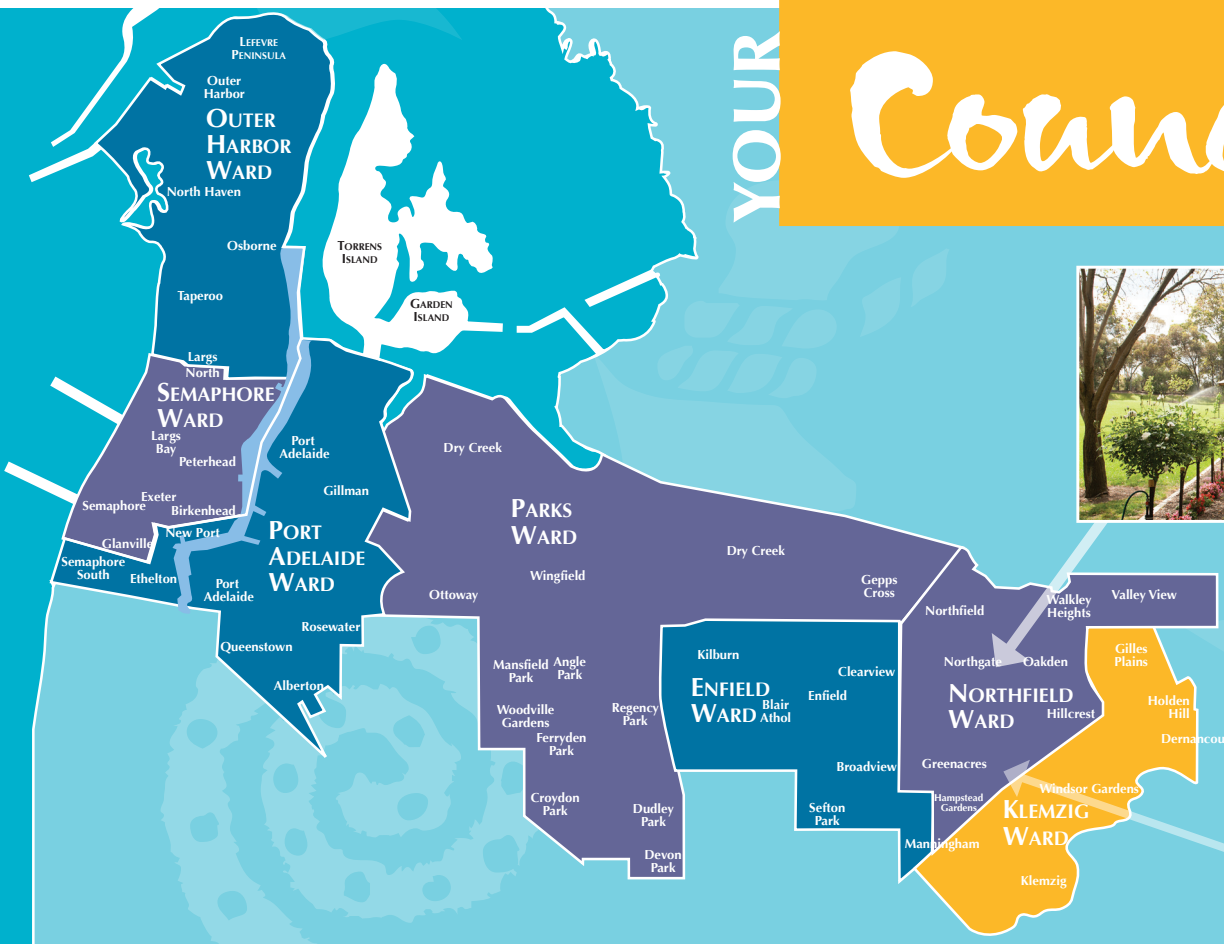 YOUR
Counc
LEFEVRE
PENINSULA
Outer
Harbor
OUTER
HARBOR
WARD
North Haven
Osborne
Taperoo
TORRENS
ISLAND
GARDEN
ISLAND
Largs
North
SEMAPHORE
WARD
Largs
Bay
Peterhead
Exeter
Semaphore
Birkenhead
Glanville
New Port
Semaphore
South
Ethelton
Port
Adelaide
Gillman
PORT
ADELAIDE
WARD
Port
Adelaide
Rosewater
Queenstown
Alberton
Dry Creek
PARKS
WARD
Dry Creek
Wingfield
Ottoway
Gepps
Cross
Mansfield
Park
Angle
Park
Woodville
Gardens
Regency
Park
Ferryden
Park
Croydon
Park
Dudley
Park
Devon
Park
Kilburn
Clearview
ENFIELD
WARD
Enfield
Blair
Athol
Broadview
Sefton
Park
Manningham
Northfield
Walkley
Heights
Valley View
Northgate
Oakden
NORTHFIELD
WARD
Hillcrest
Greenacres
Hampstead
Gardens
Gilles
Plains
Holden
Hill
Dernancou
Windsor Gardens
KLEMZIG
WARD
Klemzig